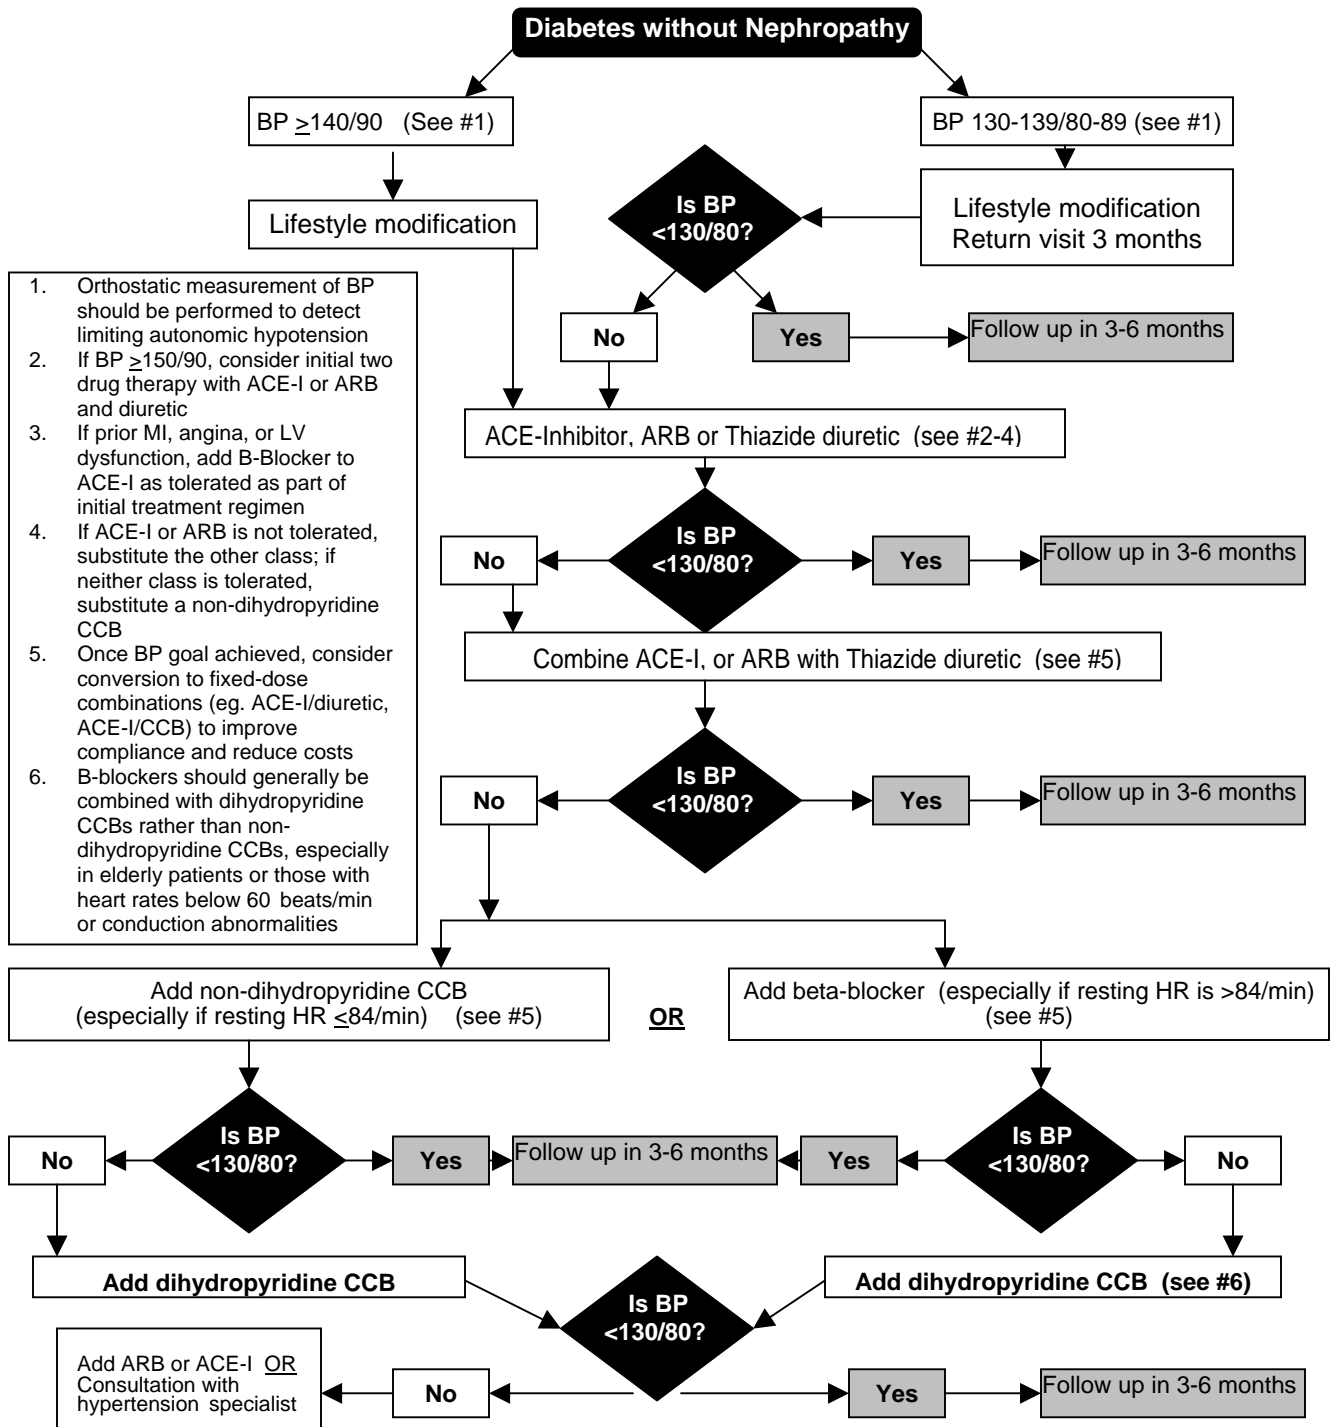 Diabetes without Nephropathy
BP ≥140/90 (See #1)
BP 130-139/80-89 (see #1)
Lifestyle modification
Is BP
<130/80?
Lifestyle modification
Return visit 3 months
No
Yes
Follow up in 3-6 months
1. Orthostatic measurement of BP
should be performed to detect
limiting autonomic hypotension
2. If BP ≥150/90, consider initial two
drug therapy with ACE-I or ARB
and diuretic
3. If prior MI, angina, or LV
dysfunction, add B-Blocker to
ACE-I as tolerated as part of
initial treatment regimen
4. If ACE-I or ARB is not tolerated,
substitute the other class; if
neither class is tolerated,
substitute a non-dihydropyridine
CCB
5. Once BP goal achieved, consider
conversion to fixed-dose
combinations (eg. ACE-I/diuretic,
ACE-I/CCB) to improve
compliance and reduce costs
6. B-blockers should generally be
combined with dihydropyridine
CCBs rather than non-
dihydropyridine CCBs, especially
in elderly patients or those with
heart rates below 60 beats/min
or conduction abnormalities
ACE-Inhibitor, ARB or Thiazide diuretic (see #2-4)
Is BP
<130/80?
No
Yes
Follow up in 3-6 months
Combine ACE-I, or ARB with Thiazide diuretic (see #5)
Is BP
<130/80?
No
Yes
Follow up in 3-6 months
Add non-dihydropyridine CCB
(especially if resting HR ≤84/min) (see #5)
OR
Add beta-blocker (especially if resting HR is >84/min)
(see #5)
No
Is BP
<130/80?
Yes
Follow up in 3-6 months
Yes
Is BP
<130/80?
No
Add dihydropyridine CCB
Is BP
<130/80?
Add dihydropyridine CCB (see #6)
Add ARB or ACE-I OR
Consultation with
hypertension specialist
No
Yes
Follow up in 3-6 months